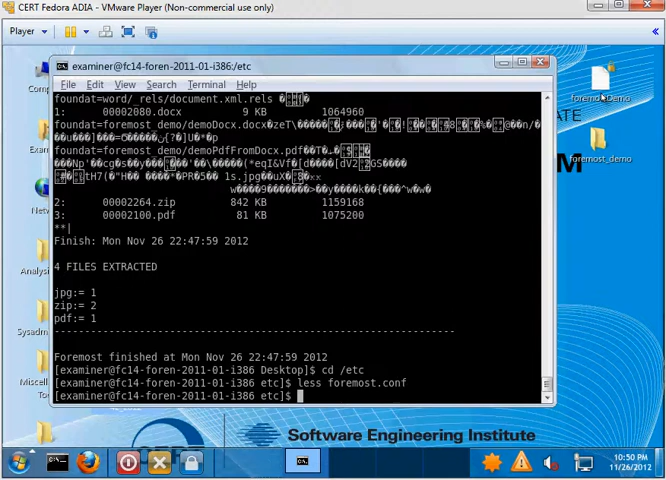 CERT Fedora ADIA - VMware Player (Non-commercial use only)
Player
examiner@fc14-foren-2011-01-i386:/etc
File Edit View Search Terminal Help
foundat=word/_rels/document.xml.rels
1: 00002080.docx 9 KB 1064960
foundat=foremost_demo/demoDocx.docx
foundat=foremost_demo/demoPdfFromDocx.pdf
2: 00002264.zip 842 KB 1159168
3: 00002100.pdf 81 KB 1075200
**|
Finish: Mon Nov 26 22:47:59 2012
4 FILES EXTRACTED
jpg:= 1
zip:= 2
pdf:= 1
------------------------------------------------------------------
Foremost finished at Mon Nov 26 22:47:59 2012
[examiner@fc14-foren-2011-01-i386 Desktop]$ cd /etc
[examiner@fc14-foren-2011-01-i386 etc]$ less foremost.conf
[examiner@fc14-foren-2011-01-i386 etc]$
foremost_demo
Analysi
Sysadm
Miscell
Tool
Software Engineering Institute
10:50 PM
11/26/2012